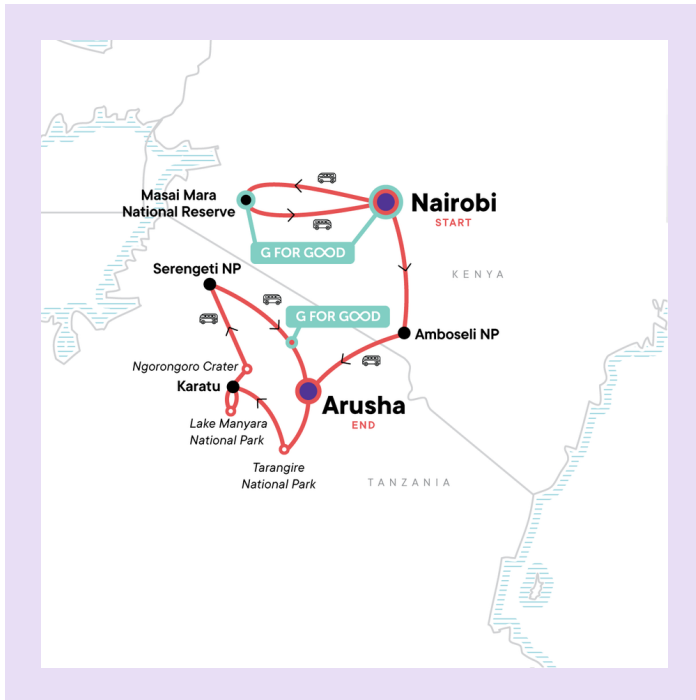 Masai Mara
National Reserve
Nairobi
START
G FOR GOOD
KENYA
Serengeti NP
G FOR GOOD
Amboseli NP
Ngorongoro Crater
Karatu
Arusha
END
Lake Manyara
National Park
Tarangire
National Park
TANZANIA